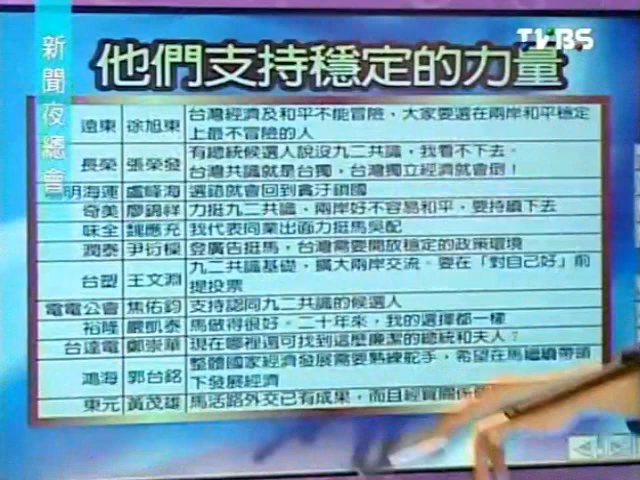 TVBS
新聞夜總會
他們支持穩定的力量
遠東 徐旭東 台灣經濟及和平不能冒險、大家要選在兩岸和平穩定
上最不冒險的人
長榮 張榮發 有總統候選人說沒九二共識，我看不下去。
台灣共識就是台獨，台灣獨立經濟就會倒！
明海運 盧峰海 選錯就會回到貪汙鎖國
奇美 廖錦祥 力挺九二共識、兩岸好不容易和平，要持續下去
味全 魏應充 我代表同業出面力挺馬吳配
潤泰 尹衍樑 登廣告挺馬，台灣需要開放穩定的政策環境
台塑 王文淵 九二共識基礎，擴大兩岸交流。要在「對自己好」前
提投票
電電公會 焦佑鈞 支持認同九二共識的候選人
裕隆 嚴凱泰 馬做得很好。二十年來，我的選擇都一樣
台達電 鄭崇華 現在哪裡還可找到這麼廉潔的總統和夫人？
鴻海 郭台銘 整體國家經濟發展需要熟練舵手，希望在馬繼續帶頭
下發展經濟
東元 黃茂雄 馬活路外交已有成果，而且經貿關係